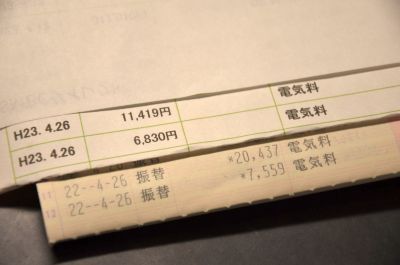 H23. 4.26 11,419円 電気料
H23. 4.26 6,830円 電気料
11 22--4-26 振替 *20,437 電気料
12 22--4-26 振替 *7,559 電気料